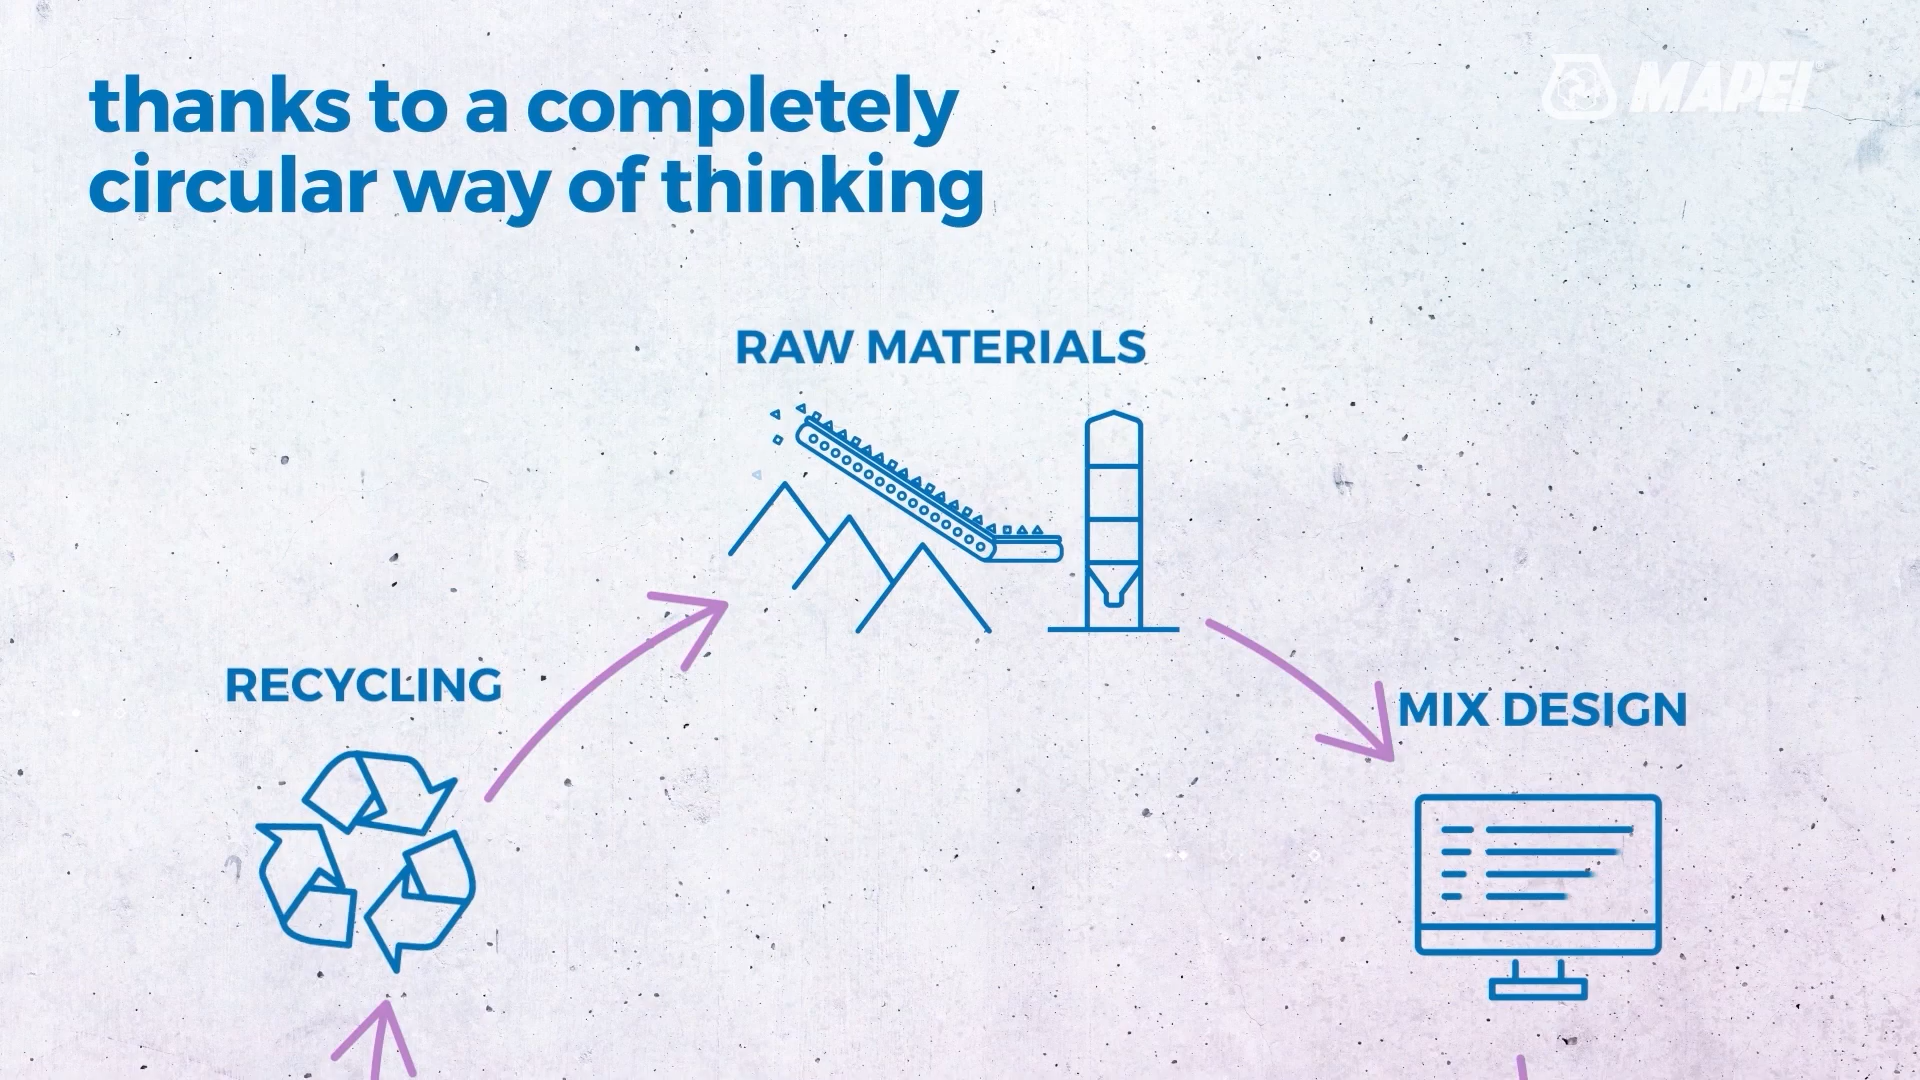 thanks to a completely
circular way of thinking
MAPEI
RAW MATERIALS
RECYCLING
MIX DESIGN